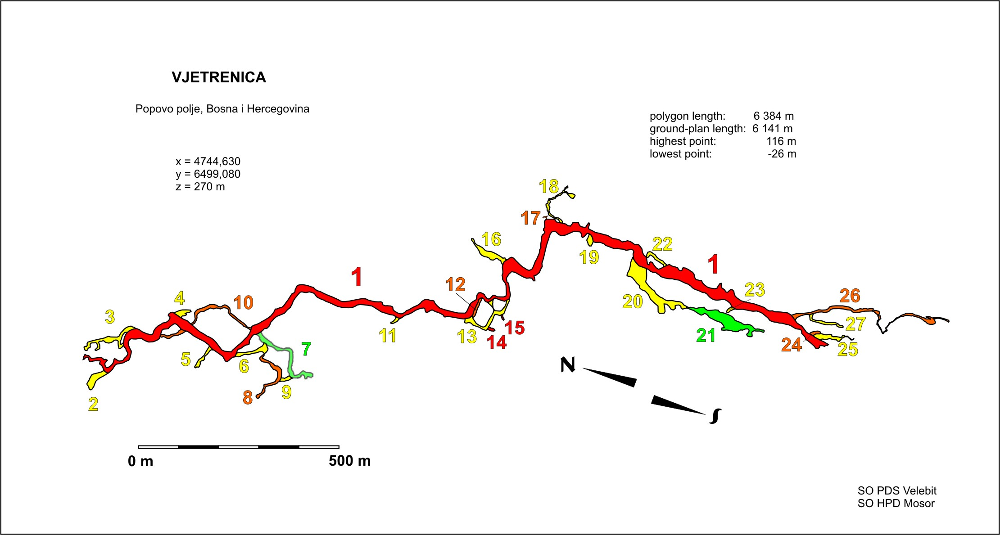 VJETRENICA
Popovo polje, Bosna i Hercegovina
polygon length: 6 384 m
ground-plan length: 6 141 m
highest point: 116 m
lowest point: -26 m
x = 4744,630
y = 6499,080
z = 270 m
18
17
16
22
19
1
1
12
23
20
26
4
10
3
27
15
11
13
14
21
24
25
7
5
6
9
8
2
N
S
0 m 500 m
SO PDS Velebit
SO HPD Mosor